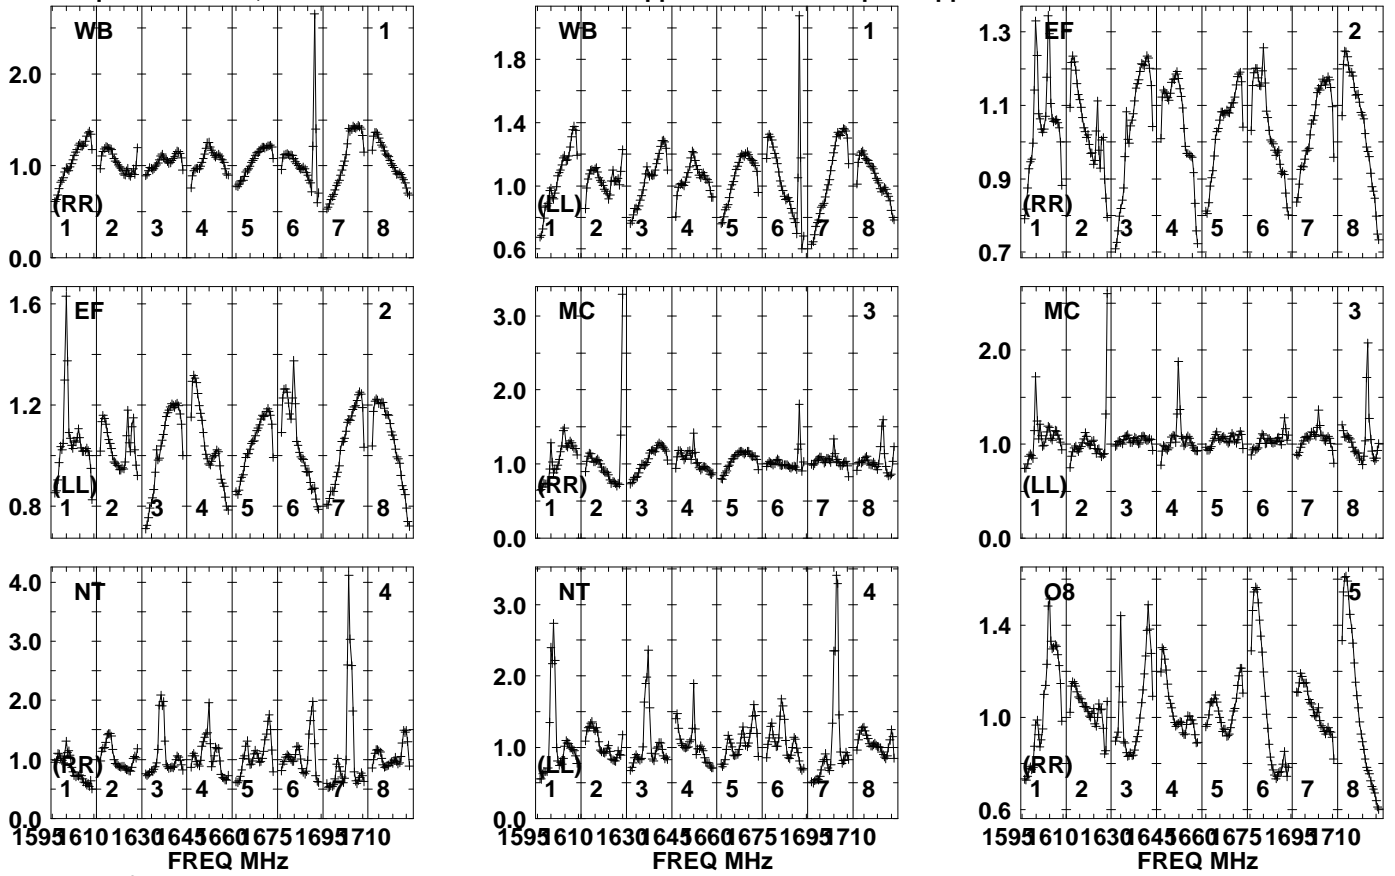 WB 1
2.0
1.0
0.0
(RR)
1 2 3 4 5 6 7 8
WB 1
1.8
1.4
1.0
0.6
(LL)
1 2 3 4 5 6 7 8
EF 2
1.3
1.1
0.9
0.7
(RR)
1 2 3 4 5 6 7 8
EF 2
1.6
1.2
0.8
(LL)
1 2 3 4 5 6 7 8
MC 3
3.0
2.0
1.0
0.0
(RR)
1 2 3 4 5 6 7 8
MC 3
2.0
1.0
0.0
(LL)
1 2 3 4 5 6 7 8
NT 4
4.0
3.0
2.0
1.0
0.0
(RR)
1 2 3 4 5 6 7 8
1595 1610 1630 1645 1660 1675 1695 1710
FREQ MHz
NT 4
3.0
2.0
1.0
0.0
(LL)
1 2 3 4 5 6 7 8
1595 1610 1630 1645 1660 1675 1695 1710
FREQ MHz
O8 5
1.4
1.0
0.6
(RR)
1 2 3 4 5 6 7 8
1595 1610 1630 1645 1660 1675 1695 1710
FREQ MHz